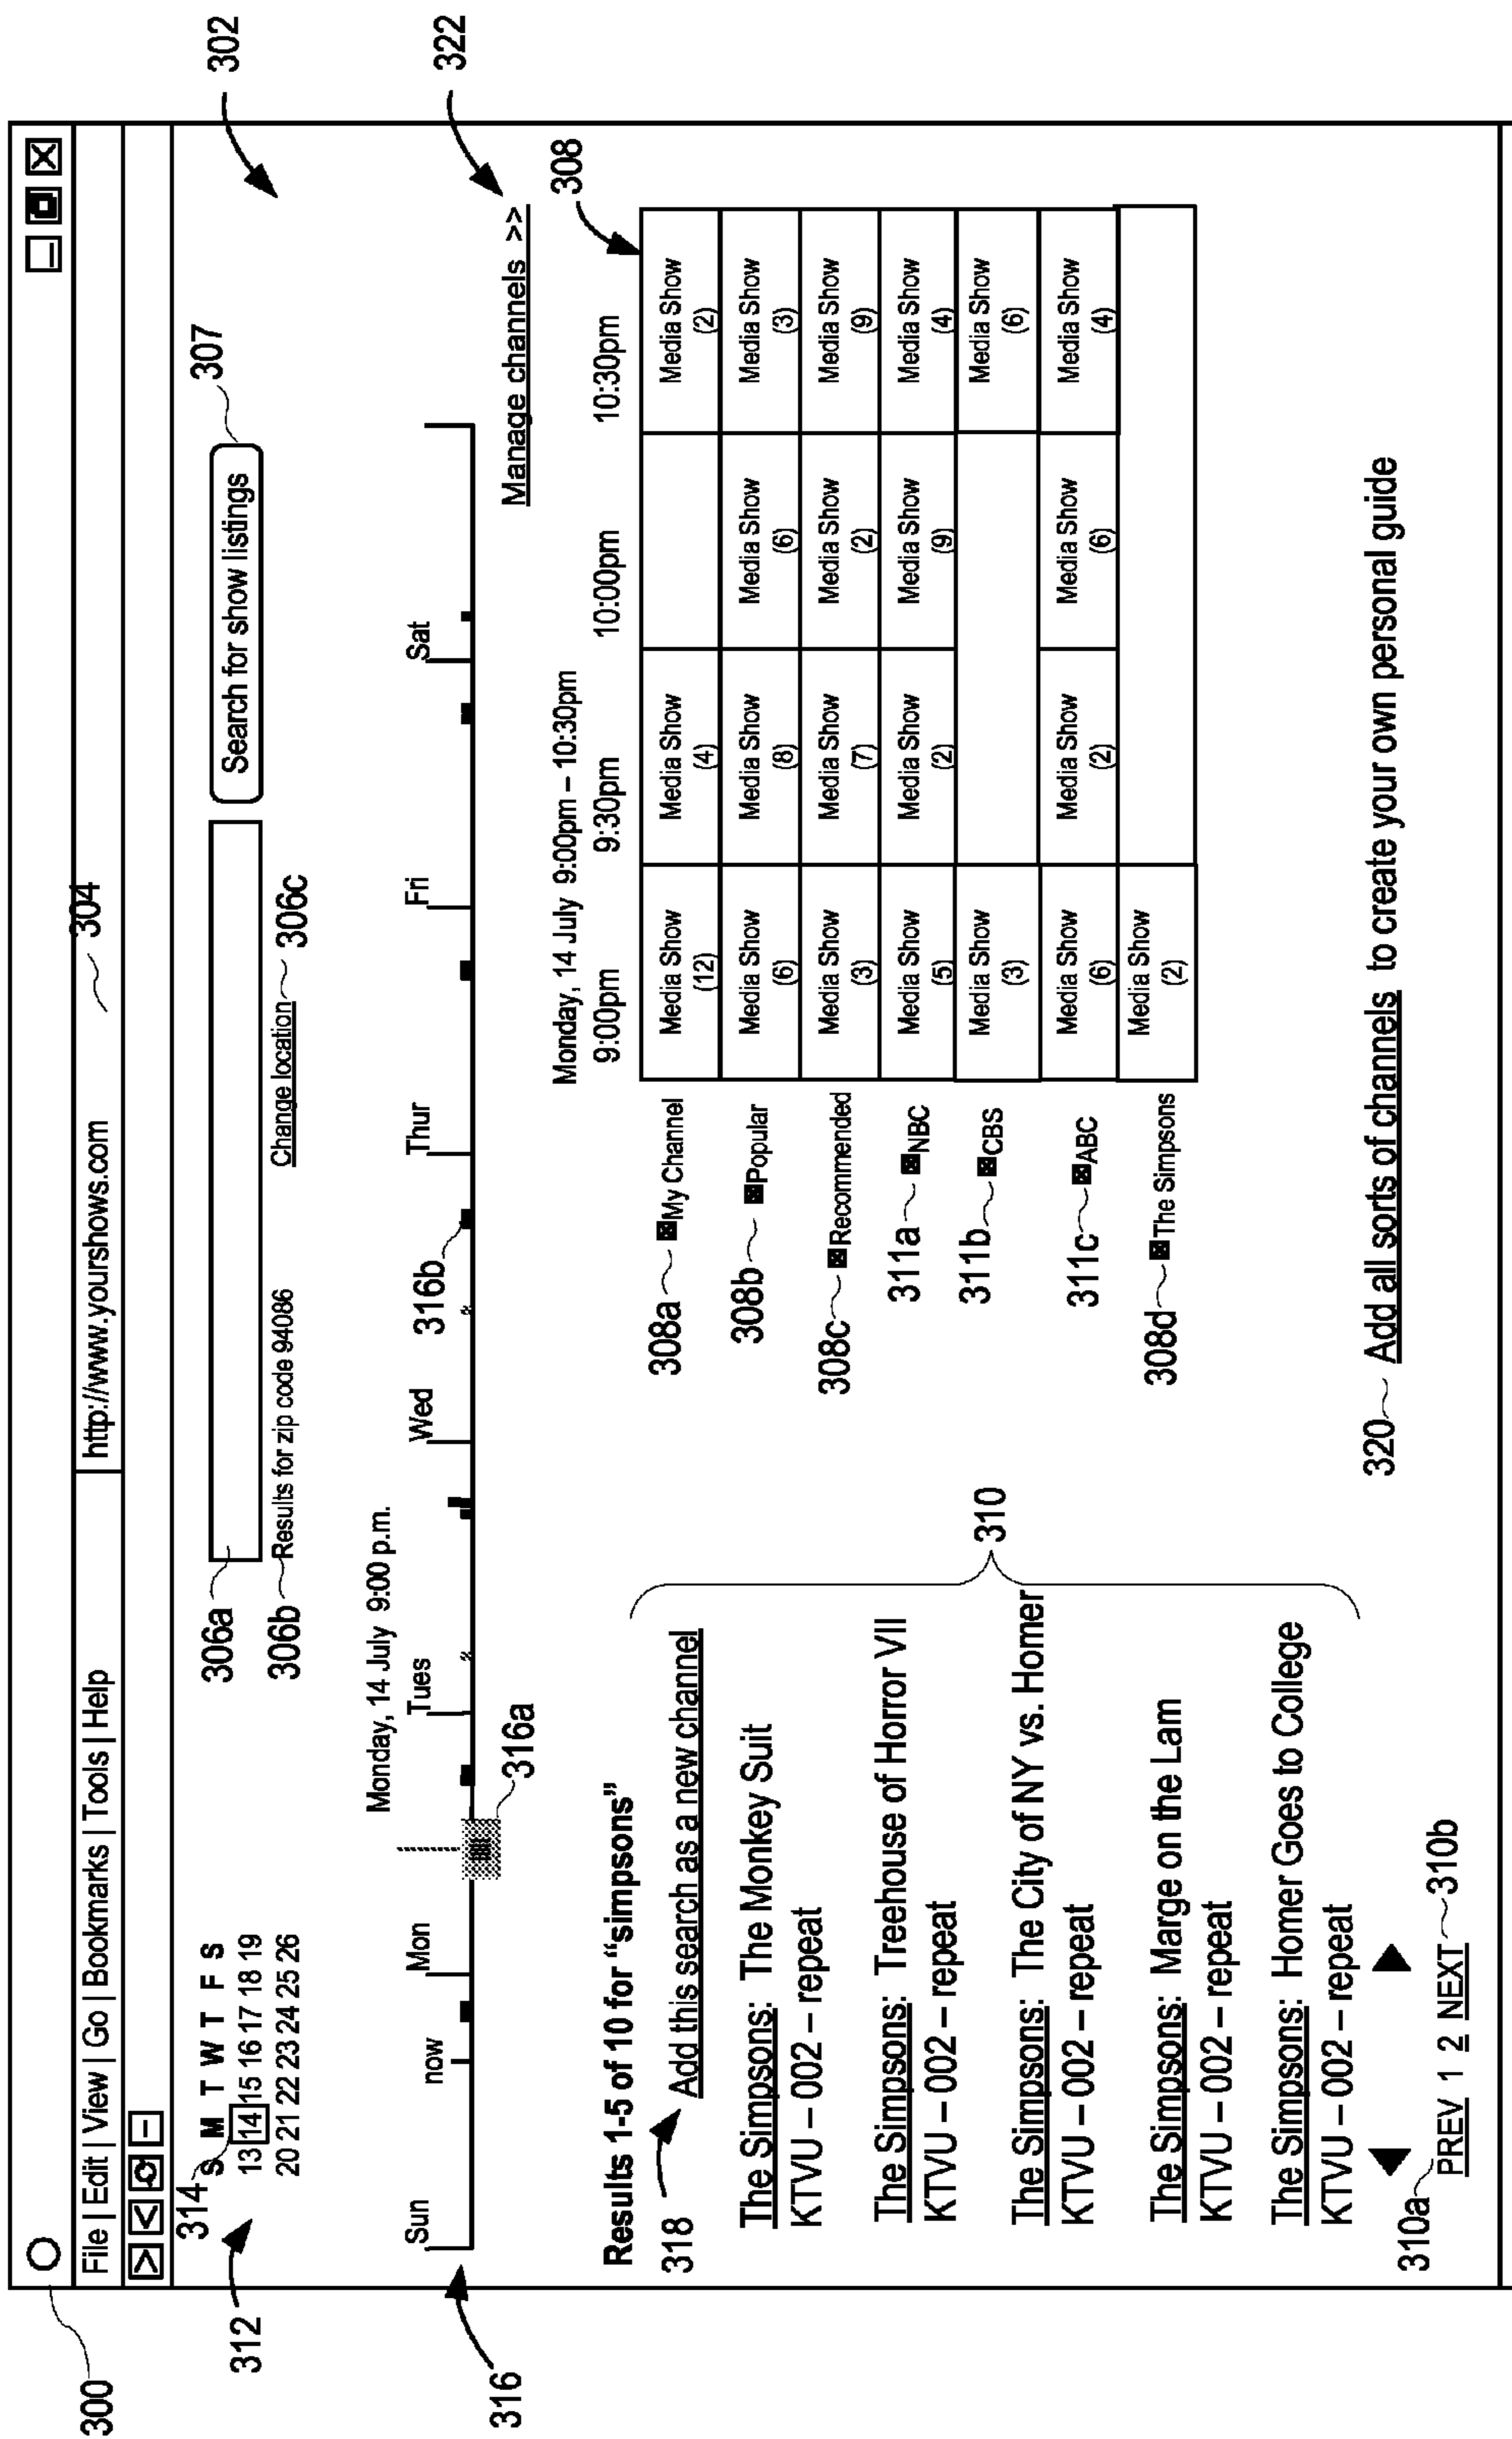 300
File | Edit | View | Go | Bookmarks | Tools | Help
http://www.yourshows.com
304
302
314
312
S M T W T F S
13 14 15 16 17 18 19
20 21 22 23 24 25 26
306a
Search for show listings
307
306b
Results for zip code 94086
Change location
306c
Monday, 14 July 9:00 p.m.
316
Sun
now
Mon
Tues
Wed
Thur
Fri
Sat
316a
316b
322
Manage channels >>
Results 1-5 of 10 for “simpsons”
318
Add this search as a new channel
The Simpsons: The Monkey Suit
KTVU – 002 – repeat
The Simpsons: Treehouse of Horror VII
KTVU – 002 – repeat
The Simpsons: The City of NY vs. Homer
KTVU – 002 – repeat
The Simpsons: Marge on the Lam
KTVU – 002 – repeat
The Simpsons: Homer Goes to College
KTVU – 002 – repeat
310
310a
PREV 1 2 NEXT
310b
Monday, 14 July 9:00pm – 10:30pm
308
9:00pm 9:30pm 10:00pm 10:30pm
308a My Channel
Media Show (12)
Media Show (4)
Media Show (2)
308b Popular
Media Show (6)
Media Show (8)
Media Show (6)
Media Show (3)
308c Recommended
Media Show (3)
Media Show (7)
Media Show (2)
Media Show (9)
311a NBC
Media Show (5)
Media Show (2)
Media Show (9)
Media Show (4)
311b CBS
Media Show (3)
Media Show (6)
311c ABC
Media Show (6)
Media Show (2)
Media Show (6)
Media Show (4)
308d The Simpsons
Media Show (2)
320
Add all sorts of channels to create your own personal guide